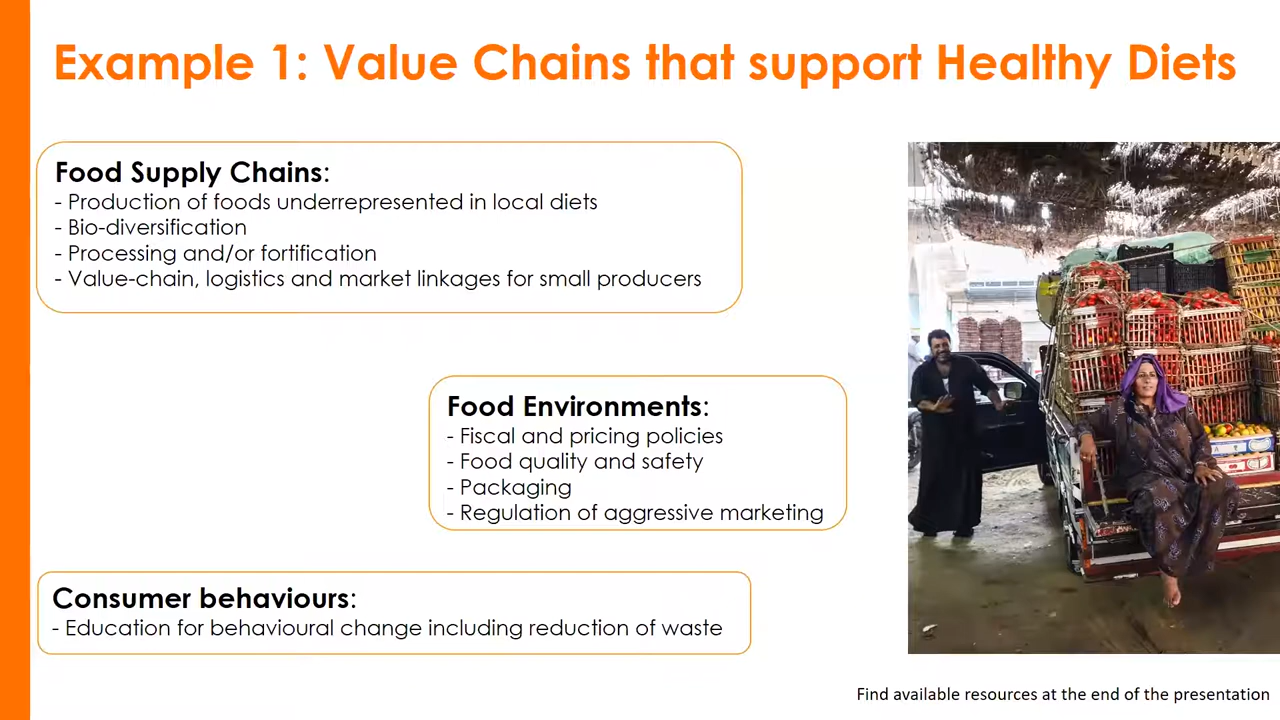 Example 1: Value Chains that support Healthy Diets
Food Supply Chains:
- Production of foods underrepresented in local diets
- Bio-diversification
- Processing and/or fortification
- Value-chain, logistics and market linkages for small producers
Food Environments:
- Fiscal and pricing policies
- Food quality and safety
- Packaging
- Regulation of aggressive marketing
Consumer behaviours:
- Education for behavioural change including reduction of waste
Find available resources at the end of the presentation